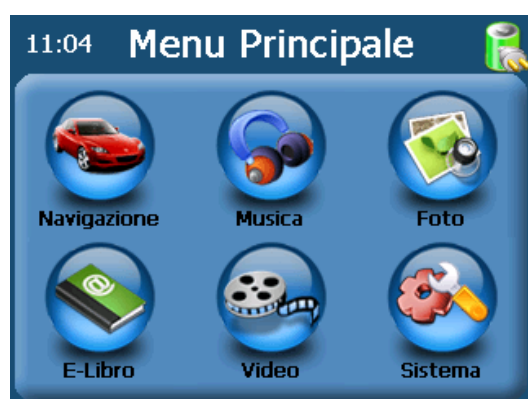 11:04 Menu Principale
Navigazione Musica Foto
@
E-Libro Video Sistema